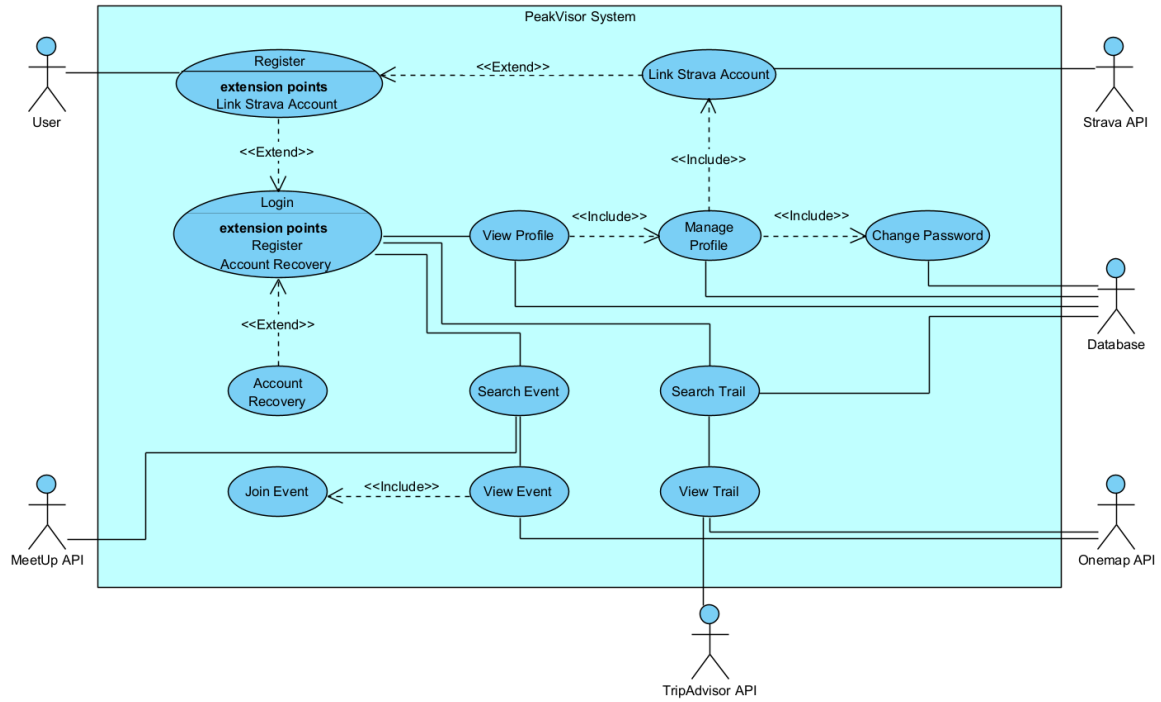 PeakVisor System
Register
extension points
Link Strava Account
<<Extend>>
Link Strava Account
User
Strava API
<<Extend>>
<<Include>>
Login
extension points
Register
Account Recovery
View Profile
<<Include>>
Manage
Profile
<<Include>>
Change Password
<<Extend>>
Database
Account
Recovery
Search Event
Search Trail
Join Event
<<Include>>
View Event
View Trail
MeetUp API
Onemap API
TripAdvisor API